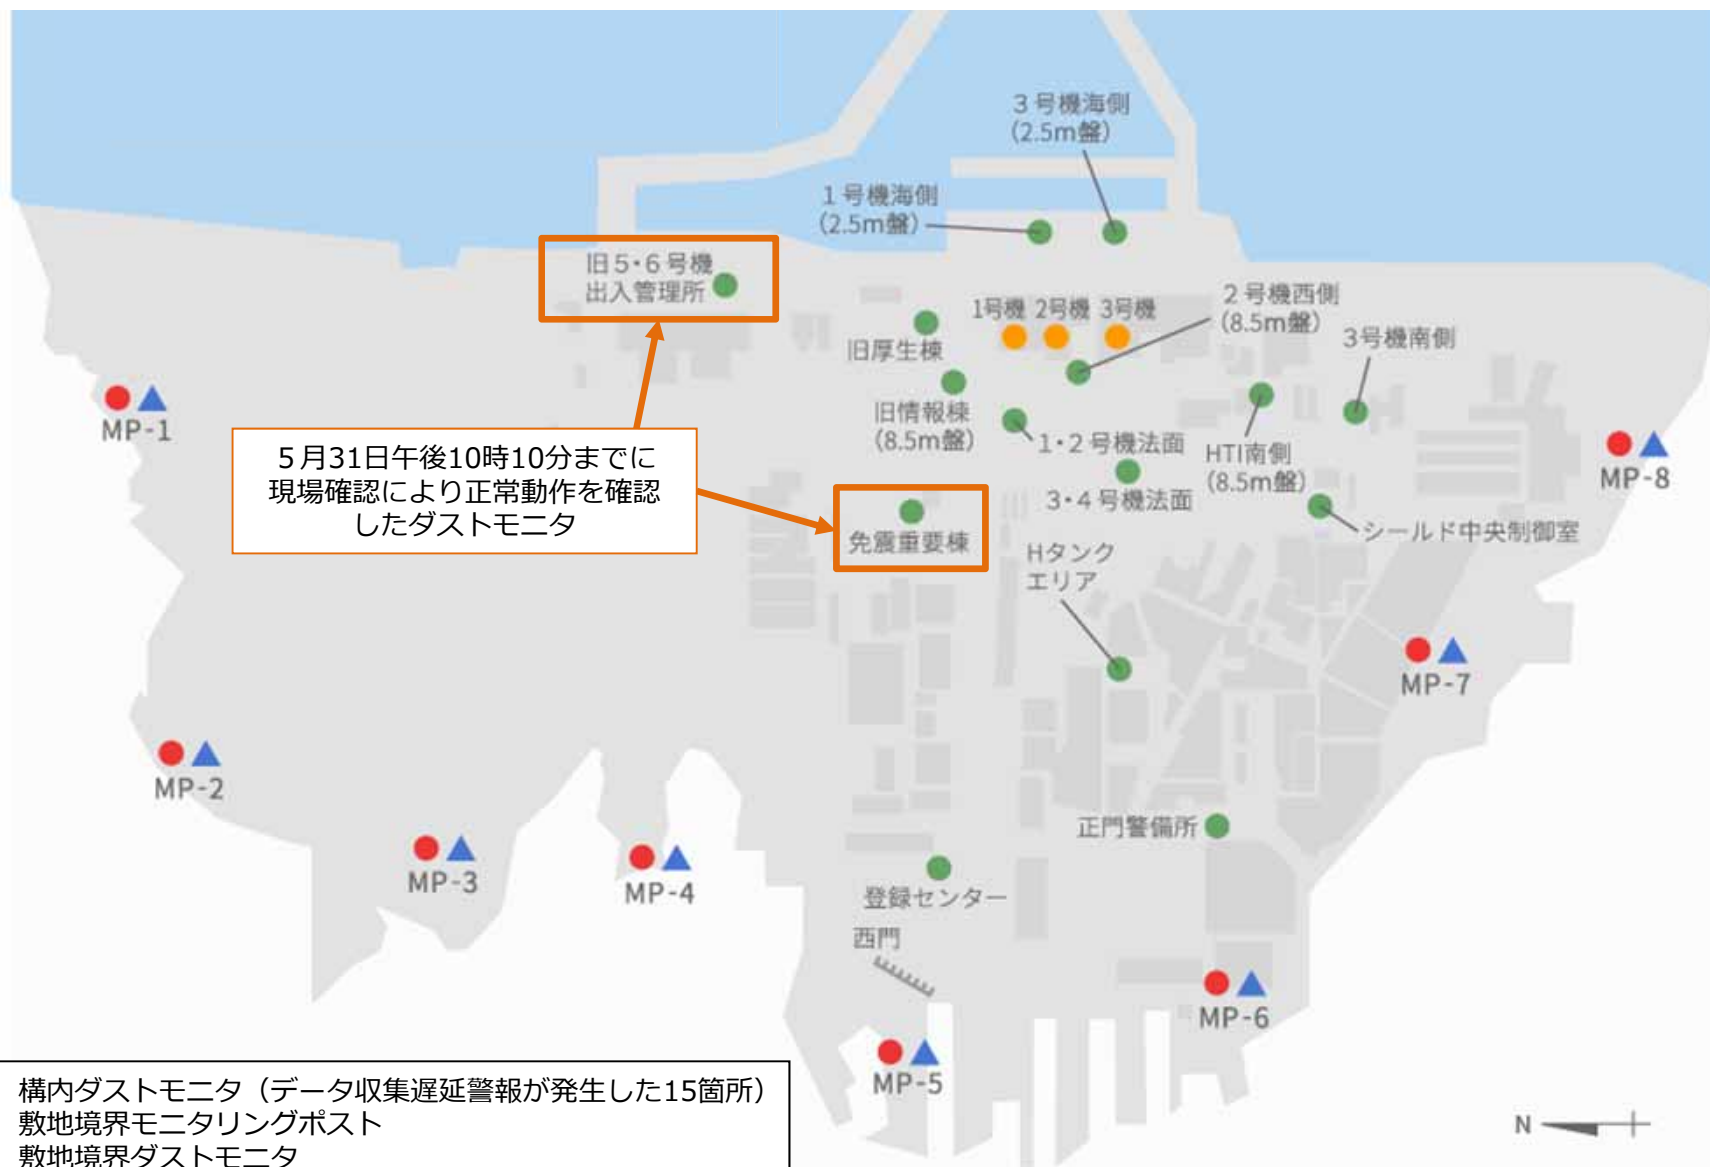 3号機海側
(2.5m盤)
1号機海側
(2.5m盤)
旧5・6号機
出入管理所
1号機 2号機 3号機
2号機西側
(8.5m盤)
3号機南側
旧厚生棟
旧情報棟
(8.5m盤)
1・2号機法面
HTI南側
(8.5m盤)
3・4号機法面
MP-1
MP-8
5月31日午後10時10分までに
現場確認により正常動作を確認
したダストモニタ
免震重要棟
シールド中央制御室
Hタンク
エリア
MP-7
MP-2
正門警備所
MP-3
MP-4
登録センター
西門
MP-6
MP-5
構内ダストモニタ（データ収集遅延警報が発生した15箇所）
敷地境界モニタリングポスト
敷地境界ダストモニタ
N